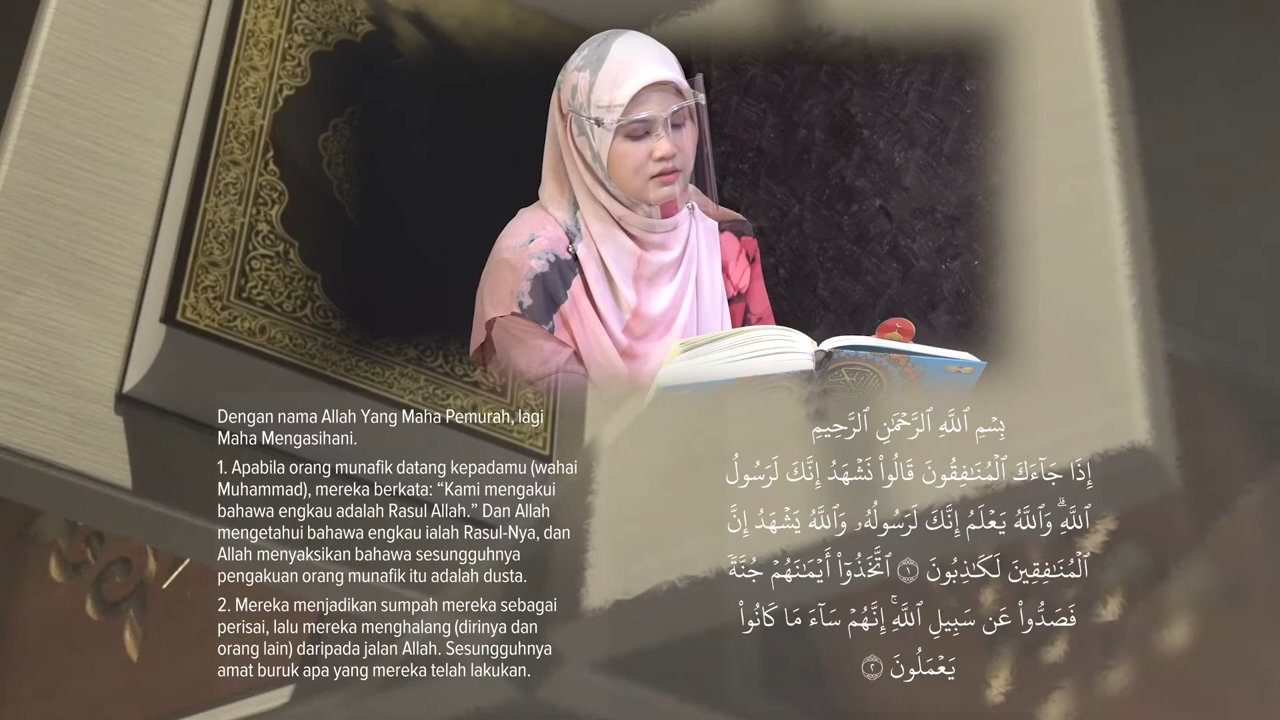 Dengan nama Allah Yang Maha Pemurah, lagi
Maha Mengasihani.
1. Apabila orang munafik datang kepadamu (wahai
Muhammad), mereka berkata: “Kami mengakui
bahawa engkau adalah Rasul Allah.” Dan Allah
mengetahui bahawa engkau ialah Rasul-Nya, dan
Allah menyaksikan bahawa sesungguhnya
pengakuan orang munafik itu adalah dusta.
2. Mereka menjadikan sumpah mereka sebagai
perisai, lalu mereka menghalang (dirinya dan
orang lain) daripada jalan Allah. Sesungguhnya
amat buruk apa yang mereka telah lakukan.
بِسْمِ ٱللَّهِ ٱلرَّحْمَٰنِ ٱلرَّحِيمِ
إِذَا جَآءَكَ ٱلْمُنَٰفِقُونَ قَالُوا۟ نَشْهَدُ إِنَّكَ لَرَسُولُ
ٱللَّهِ ۗ وَٱللَّهُ يَعْلَمُ إِنَّكَ لَرَسُولُهُۥ وَٱللَّهُ يَشْهَدُ إِنَّ
ٱلْمُنَٰفِقِينَ لَكَٰذِبُونَ ١ ٱتَّخَذُوٓا۟ أَيْمَٰنَهُمْ جُنَّةً
فَصَدُّوا۟ عَن سَبِيلِ ٱللَّهِ ۚ إِنَّهُمْ سَآءَ مَا كَانُوا۟
يَعْمَلُونَ ٢